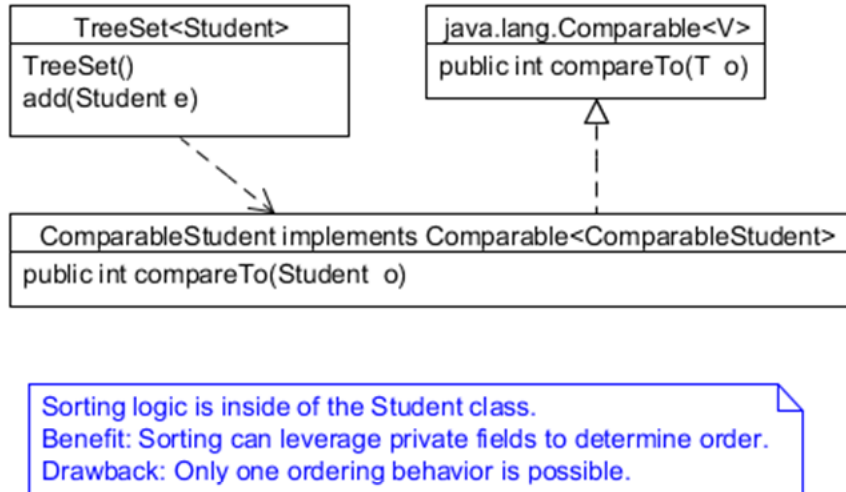 TreeSet<Student>
TreeSet()
add(Student e)
java.lang.Comparable<V>
public int compareTo(T  o)
ComparableStudent implements Comparable<ComparableStudent>
public int compareTo(Student  o)
Sorting logic is inside of the Student class.
Benefit: Sorting can leverage private fields to determine order.
Drawback: Only one ordering behavior is possible.